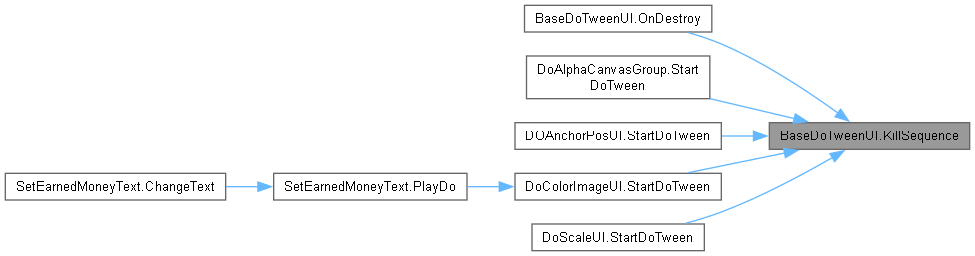 BaseDoTweenUI.OnDestroy
DoAlphaCanvasGroup.Start
DoTween
DOAnchorPosUI.StartDoTween
BaseDoTweenUI.KillSequence
SetEarnedMoneyText.ChangeText
SetEarnedMoneyText.PlayDo
DoColorImageUI.StartDoTween
DoScaleUI.StartDoTween